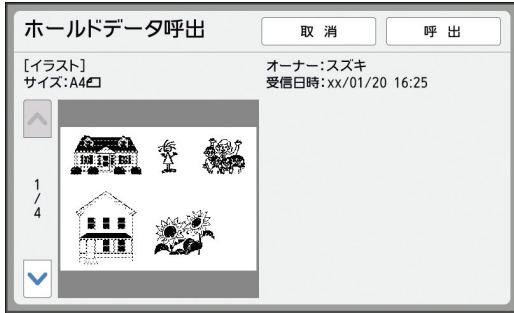 ホールドデータ呼出
取 消
呼 出
[イラスト]
サイズ:A4
オーナー:スズキ
受信日時:xx/01/20 16:25
1
/
4